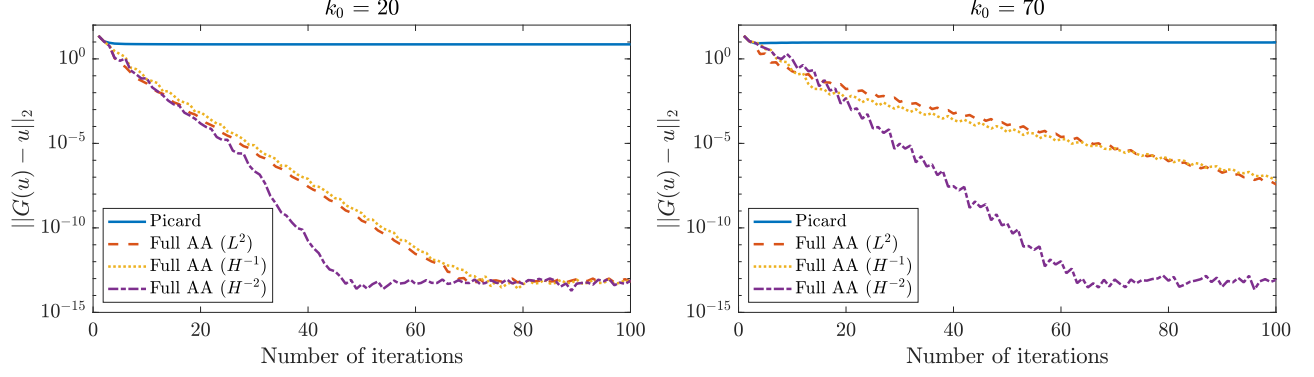 k₀ = 20
||G(u) − u||₂
10⁰
10⁻⁵
10⁻¹⁰
10⁻¹⁵
Picard
Full AA (L²)
Full AA (H⁻¹)
Full AA (H⁻²)
0 20 40 60 80 100
Number of iterations
k₀ = 70
||G(u) − u||₂
10⁰
10⁻⁵
10⁻¹⁰
10⁻¹⁵
Picard
Full AA (L²)
Full AA (H⁻¹)
Full AA (H⁻²)
0 20 40 60 80 100
Number of iterations